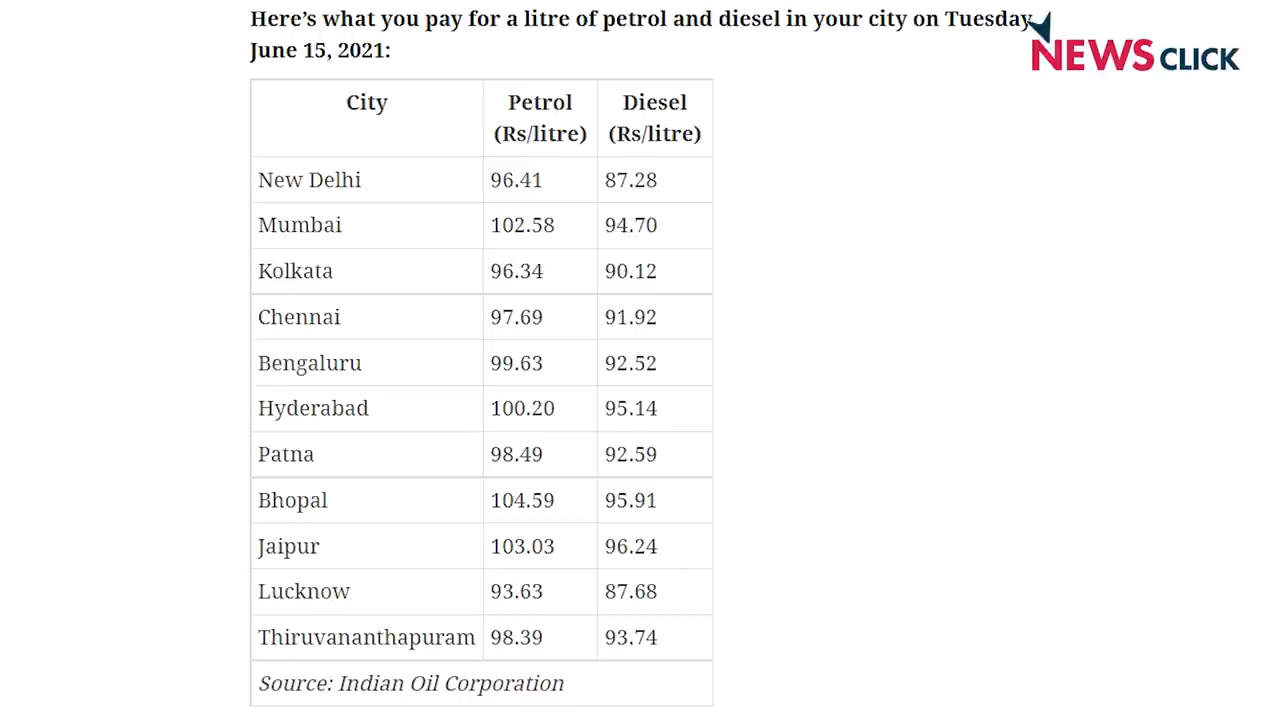 Here’s what you pay for a litre of petrol and diesel in your city on Tuesday
June 15, 2021:
NEWSCLICK
City Petrol (Rs/litre) Diesel (Rs/litre)
New Delhi 96.41 87.28
Mumbai 102.58 94.70
Kolkata 96.34 90.12
Chennai 97.69 91.92
Bengaluru 99.63 92.52
Hyderabad 100.20 95.14
Patna 98.49 92.59
Bhopal 104.59 95.91
Jaipur 103.03 96.24
Lucknow 93.63 87.68
Thiruvananthapuram 98.39 93.74
Source: Indian Oil Corporation